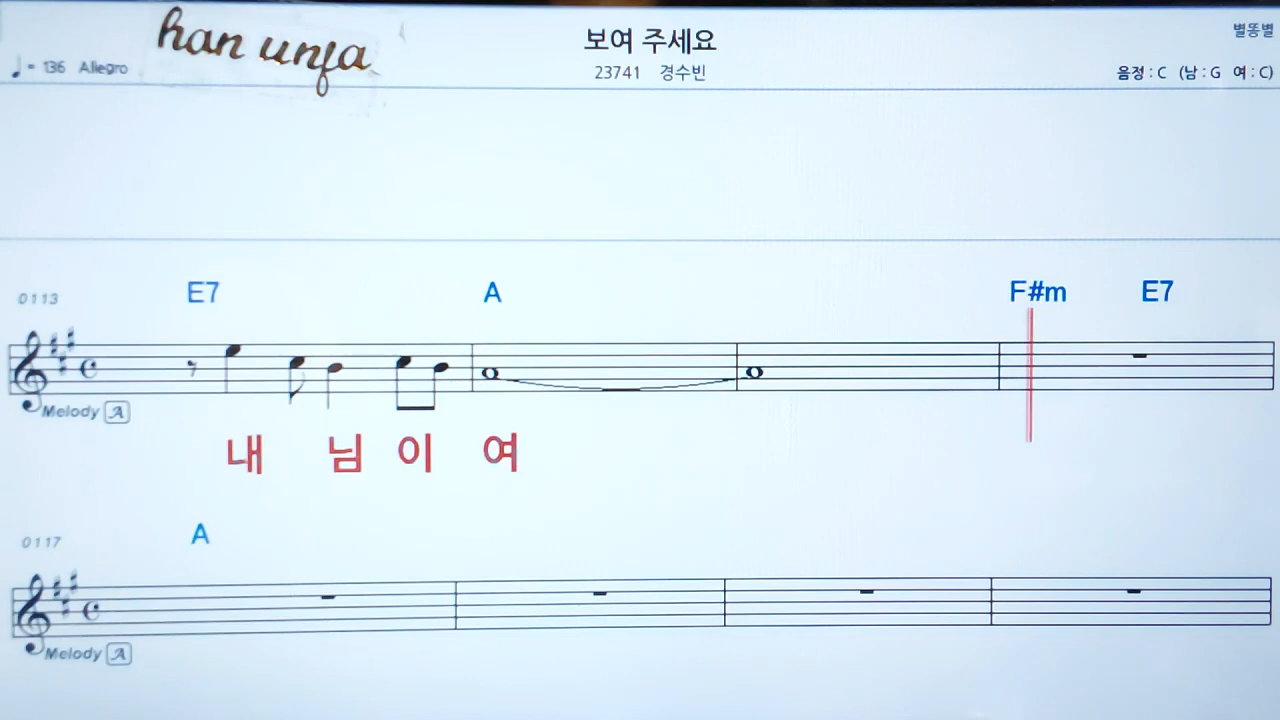 han unfa
보여 주세요
별똥별
♩= 136 Allegro
23741 경수빈
음정 : C (남 : G 여 : C)
0113 E7 A F#m E7
Melody A
내 님 이 여
0117 A
Melody A